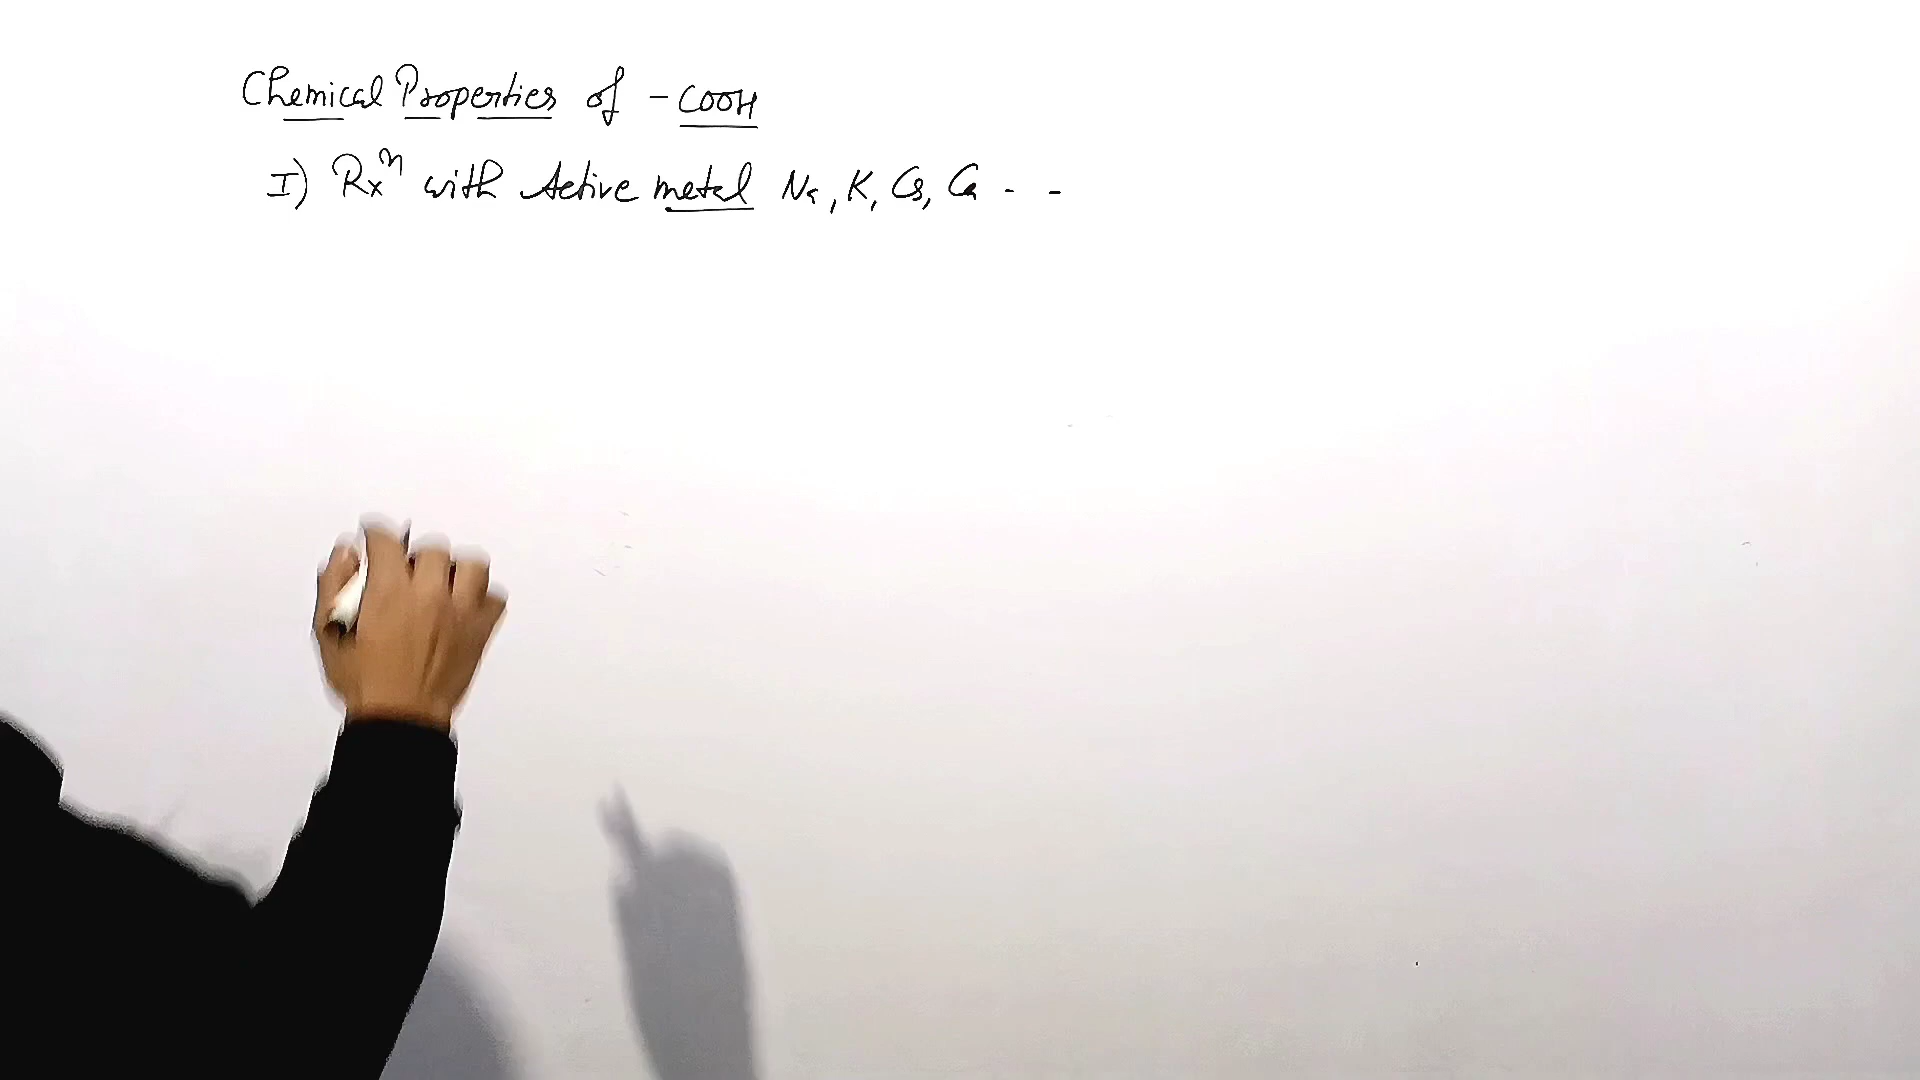 Chemical Properties of -COOH
I) Rxⁿ with Active metal Na, K, Cs, Ca - -